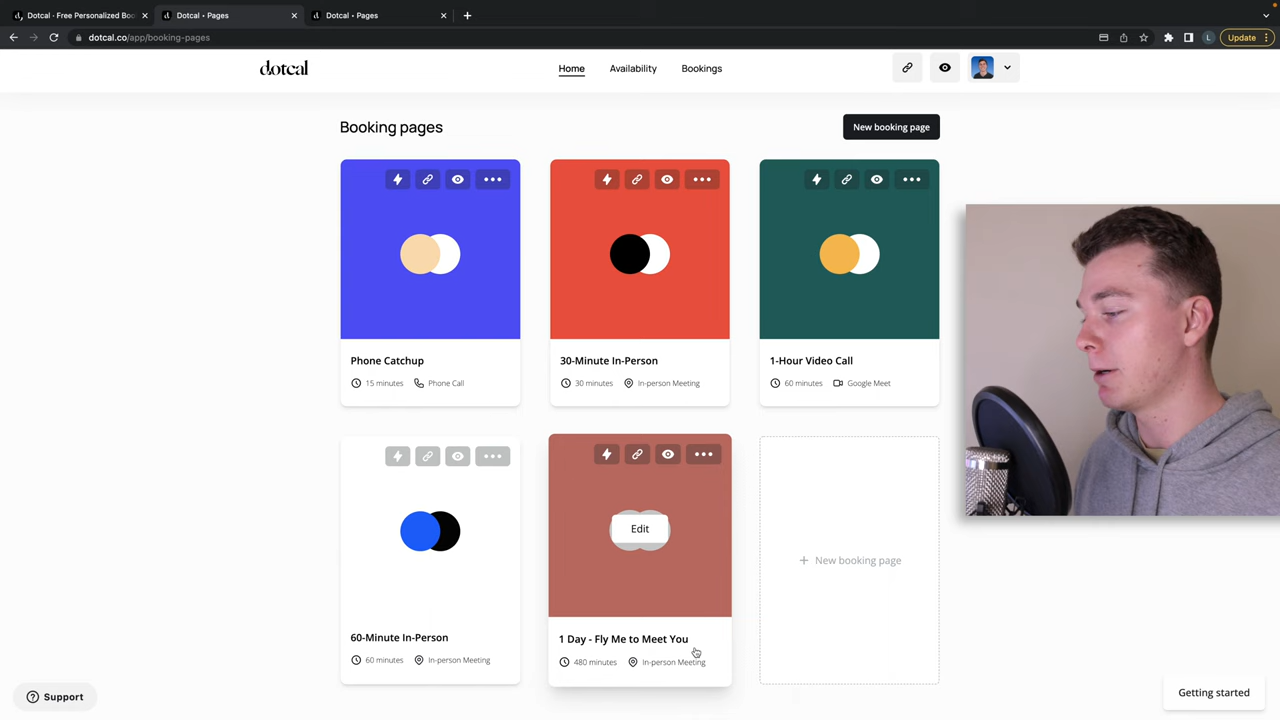 Dotcal · Free Personalized Boo
Dotcal • Pages
Dotcal • Pages
dotcal.co/app/booking-pages
L
Update
dotcal
Home
Availability
Bookings
Booking pages
New booking page
Phone Catchup
15 minutes
Phone Call
30-Minute In-Person
30 minutes
In-person Meeting
1-Hour Video Call
60 minutes
Google Meet
60-Minute In-Person
60 minutes
In-person Meeting
Edit
1 Day - Fly Me to Meet You
480 minutes
In-person Meeting
+ New booking page
Support
Getting started